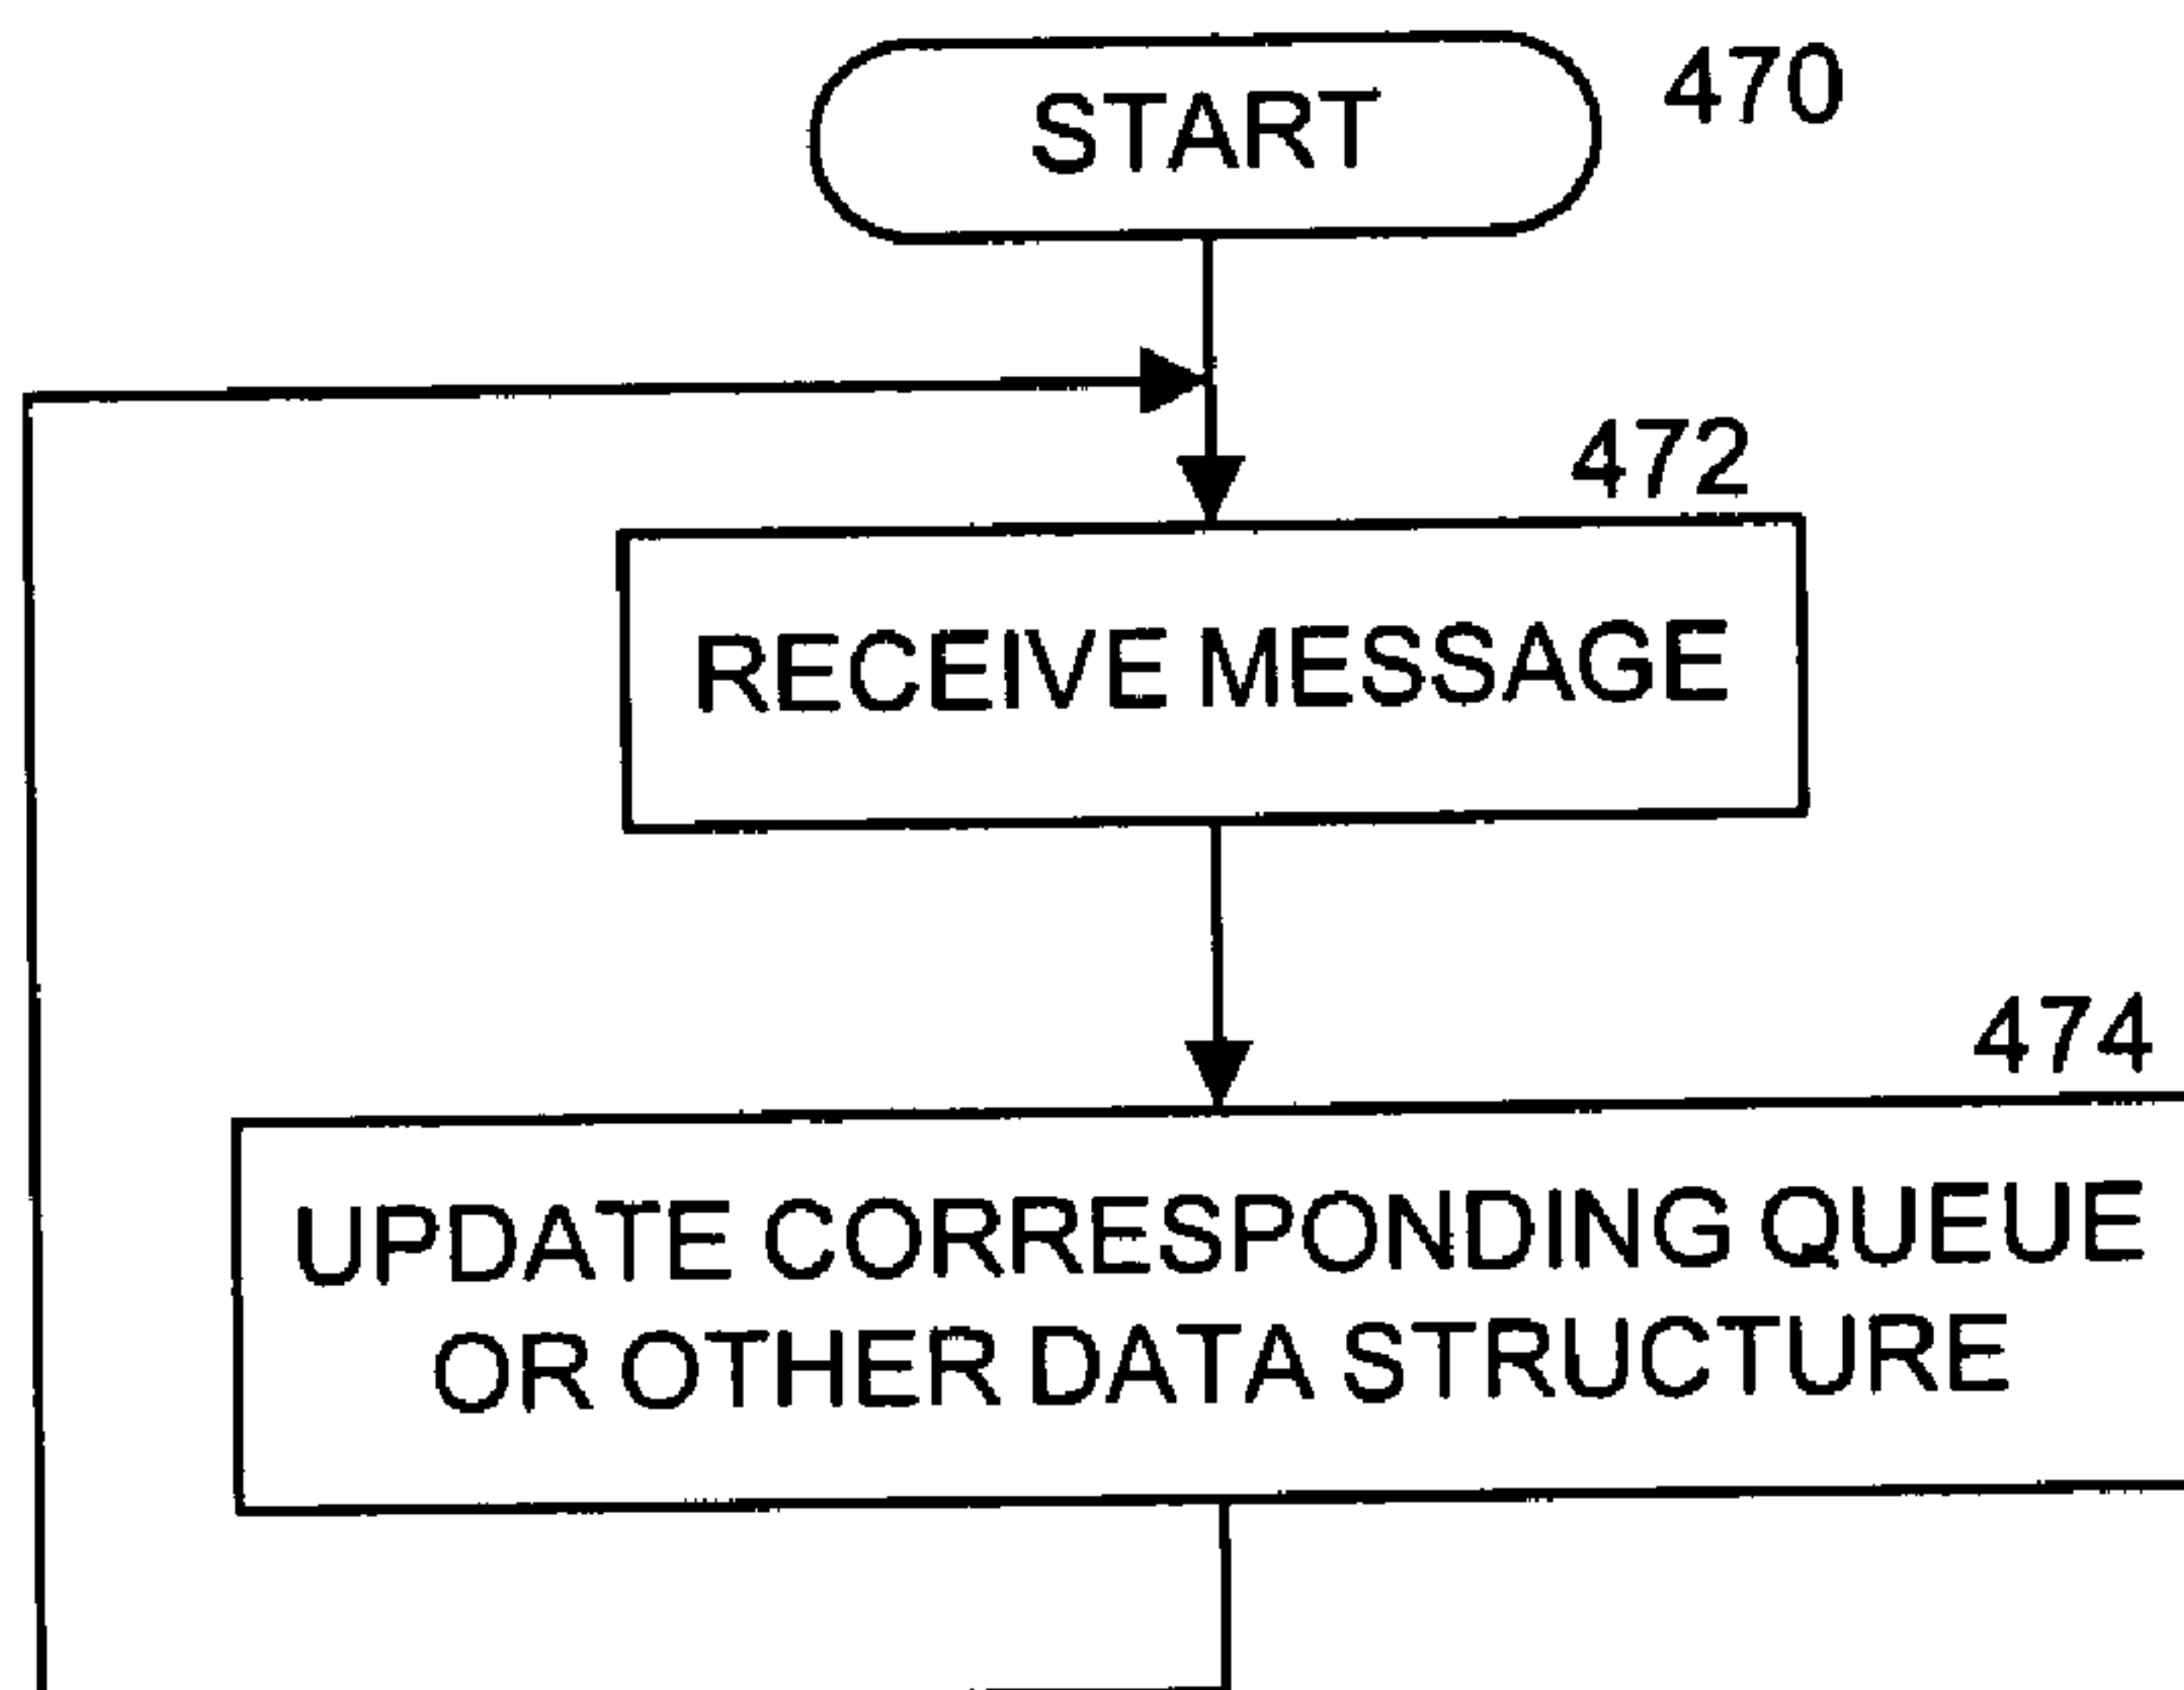 START
470
472
RECEIVE MESSAGE
474
UPDATE CORRESPONDING QUEUE
OR OTHER DATA STRUCTURE